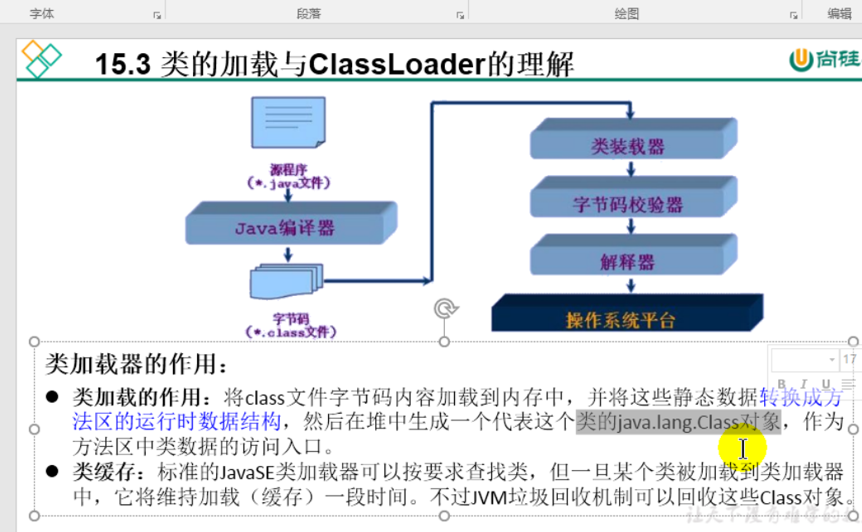 字体
段落
绘图
编辑
15.3 类的加载与ClassLoader的理解
尚硅
源程序
（*.java文件）
Java编译器
字节码
（*.class文件）
类装载器
字节码校验器
解释器
操作系统平台
17
B I U
类加载器的作用：
● 类加载的作用：将class文件字节码内容加载到内存中，并将这些静态数据转换成方
法区的运行时数据结构，然后在堆中生成一个代表这个类的java.lang.Class对象，作为
方法区中类数据的访问入口。
● 类缓存：标准的JavaSE类加载器可以按要求查找类，但一旦某个类被加载到类加载器
中，它将维持加载（缓存）一段时间。不过JVM垃圾回收机制可以回收这些Class对象。